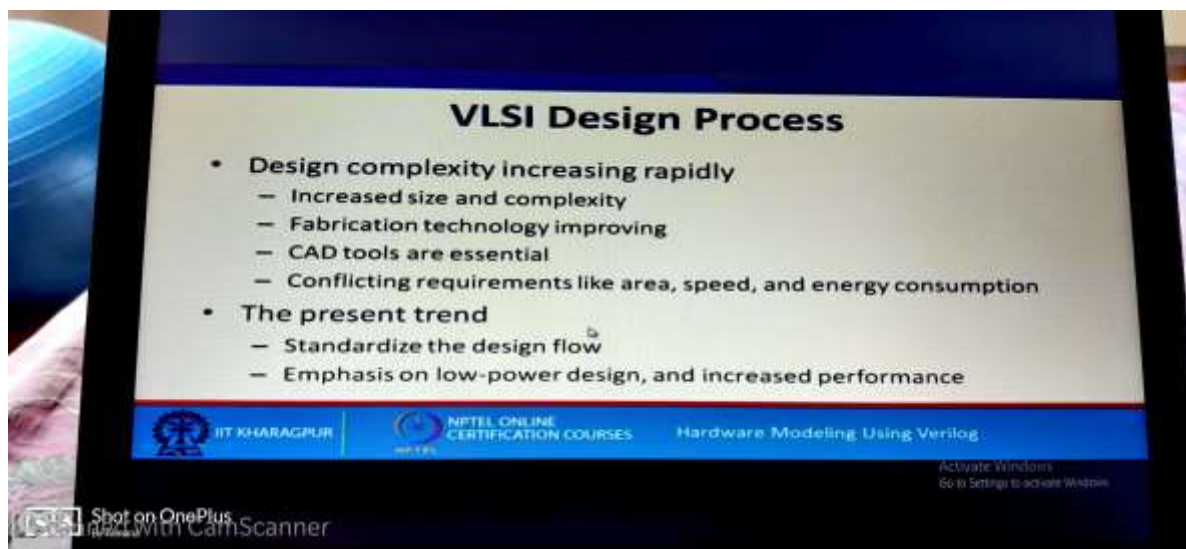 VLSI Design Process
• Design complexity increasing rapidly
– Increased size and complexity
– Fabrication technology improving
– CAD tools are essential
– Conflicting requirements like area, speed, and energy consumption
• The present trend
– Standardize the design flow
– Emphasis on low-power design, and increased performance
IIT KHARAGPUR
NPTEL ONLINE
CERTIFICATION COURSES
NPTEL
Hardware Modeling Using Verilog
Activate Windows
Go to Settings to activate Windows.
Shot on OnePlus
Scanned with CamScanner